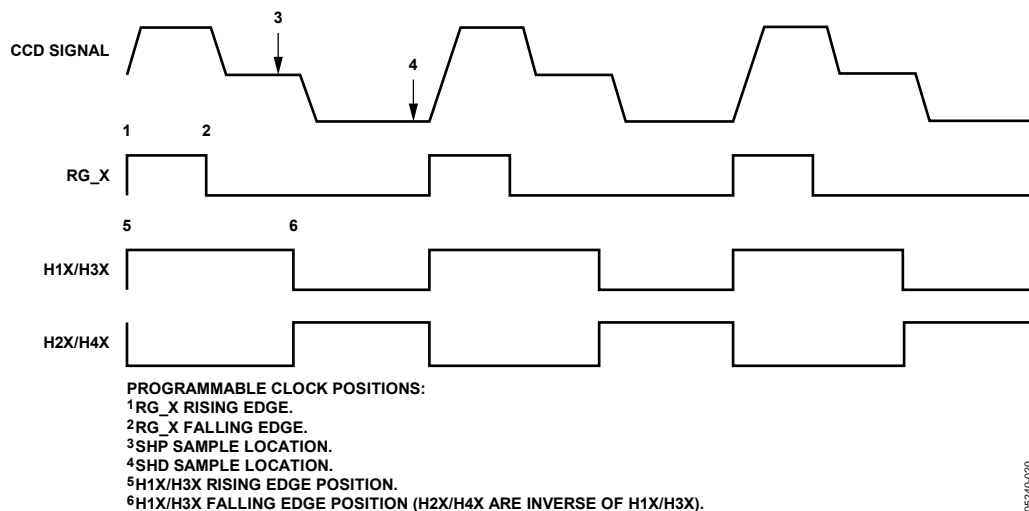 3
CCD SIGNAL
4
1
2
RG_X
5
6
H1X/H3X
H2X/H4X
PROGRAMMABLE CLOCK POSITIONS:
1RG_X RISING EDGE.
2RG_X FALLING EDGE.
3SHP SAMPLE LOCATION.
4SHD SAMPLE LOCATION.
5H1X/H3X RISING EDGE POSITION.
6H1X/H3X FALLING EDGE POSITION (H2X/H4X ARE INVERSE OF H1X/H3X).